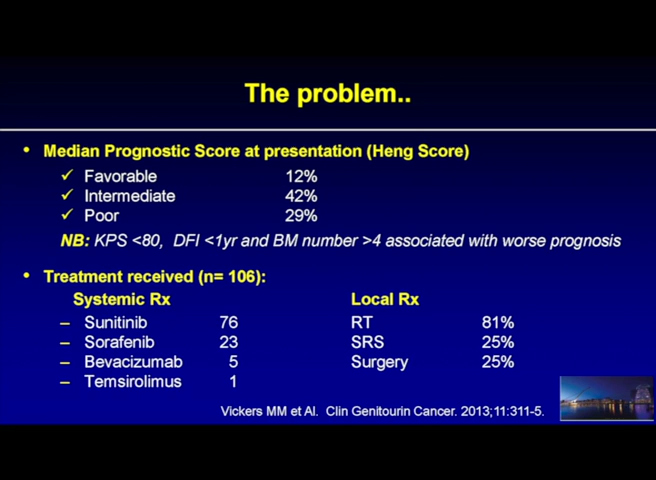 The problem..
• Median Prognostic Score at presentation (Heng Score)
✓ Favorable 12%
✓ Intermediate 42%
✓ Poor 29%
NB: KPS <80, DFI <1yr and BM number >4 associated with worse prognosis
• Treatment received (n= 106):
Systemic Rx Local Rx
– Sunitinib 76 RT 81%
– Sorafenib 23 SRS 25%
– Bevacizumab 5 Surgery 25%
– Temsirolimus 1
Vickers MM et Al. Clin Genitourin Cancer. 2013;11:311-5.